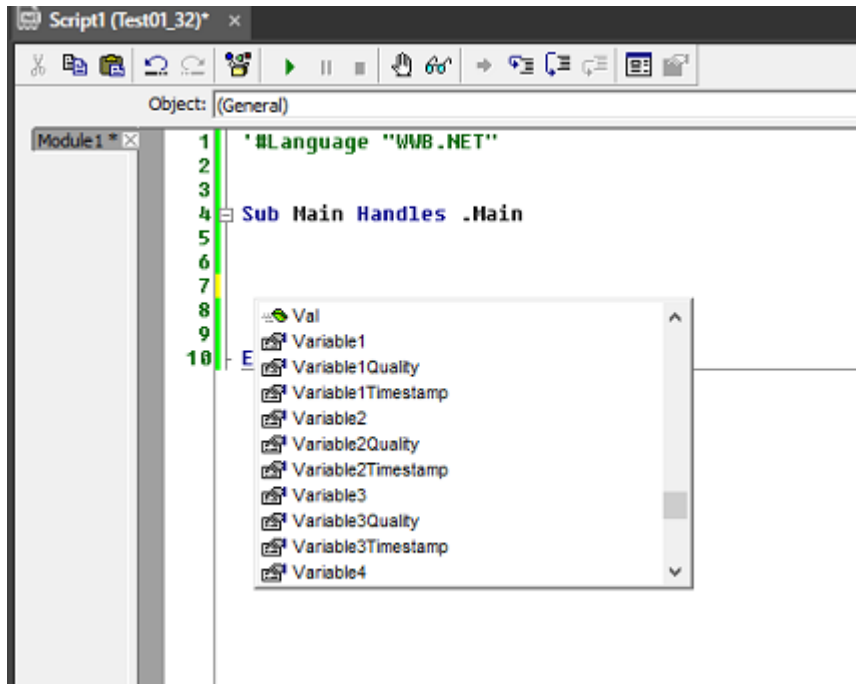 Script1 (Test01_32)*
Object: (General)
Module1 *
1 '#Language "WWB.NET"
2
3
4 Sub Main Handles .Main
5
6
7
8
9
10 E
Val
Variable1
Variable1Quality
Variable1Timestamp
Variable2
Variable2Quality
Variable2Timestamp
Variable3
Variable3Quality
Variable3Timestamp
Variable4